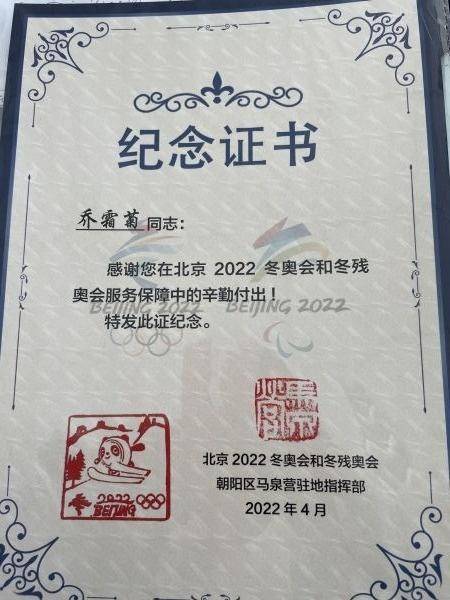 纪念证书
乔霜菊 同志：
感谢您在北京 2022 冬奥会和冬残
奥会服务保障中的辛勤付出！
BEIJING 2022 BEIJING 2022
特发此证纪念。
北京 2022 冬奥会和冬残奥会
2022
BEIJING
朝阳区马泉营驻地指挥部
2022 年 4 月